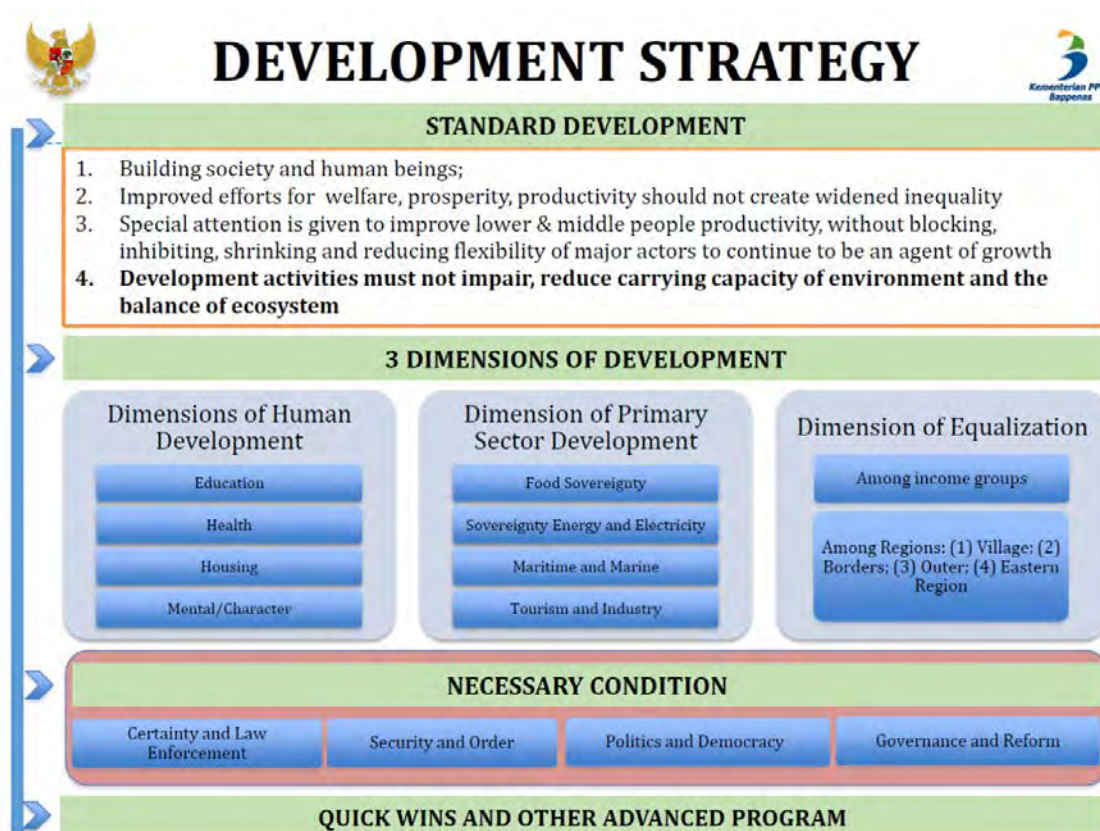 DEVELOPMENT STRATEGY
Kementerian PP
Bappenas
STANDARD DEVELOPMENT
1. Building society and human beings;
2. Improved efforts for welfare, prosperity, productivity should not create widened inequality
3. Special attention is given to improve lower & middle people productivity, without blocking,
inhibiting, shrinking and reducing flexibility of major actors to continue to be an agent of growth
4. Development activities must not impair, reduce carrying capacity of environment and the
balance of ecosystem
3 DIMENSIONS OF DEVELOPMENT
Dimensions of Human
Development
Education
Health
Housing
Mental/Character
Dimension of Primary
Sector Development
Food Sovereignty
Sovereignty Energy and Electricity
Maritime and Marine
Tourism and Industry
Dimension of Equalization
Among income groups
Among Regions: (1) Village; (2)
Borders; (3) Outer; (4) Eastern
Region
NECESSARY CONDITION
Certainty and Law
Enforcement
Security and Order
Politics and Democracy
Governance and Reform
QUICK WINS AND OTHER ADVANCED PROGRAM